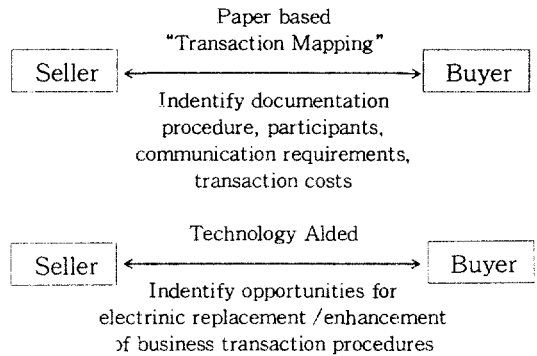 Paper based
"Transaction Mapping"
Seller
Buyer
Indentify documentation
procedure, participants,
communication requirements,
transaction costs
Technology Alded
Seller
Buyer
Indentify opportunities for
electrinic replacement /enhancement
of business transaction procedures